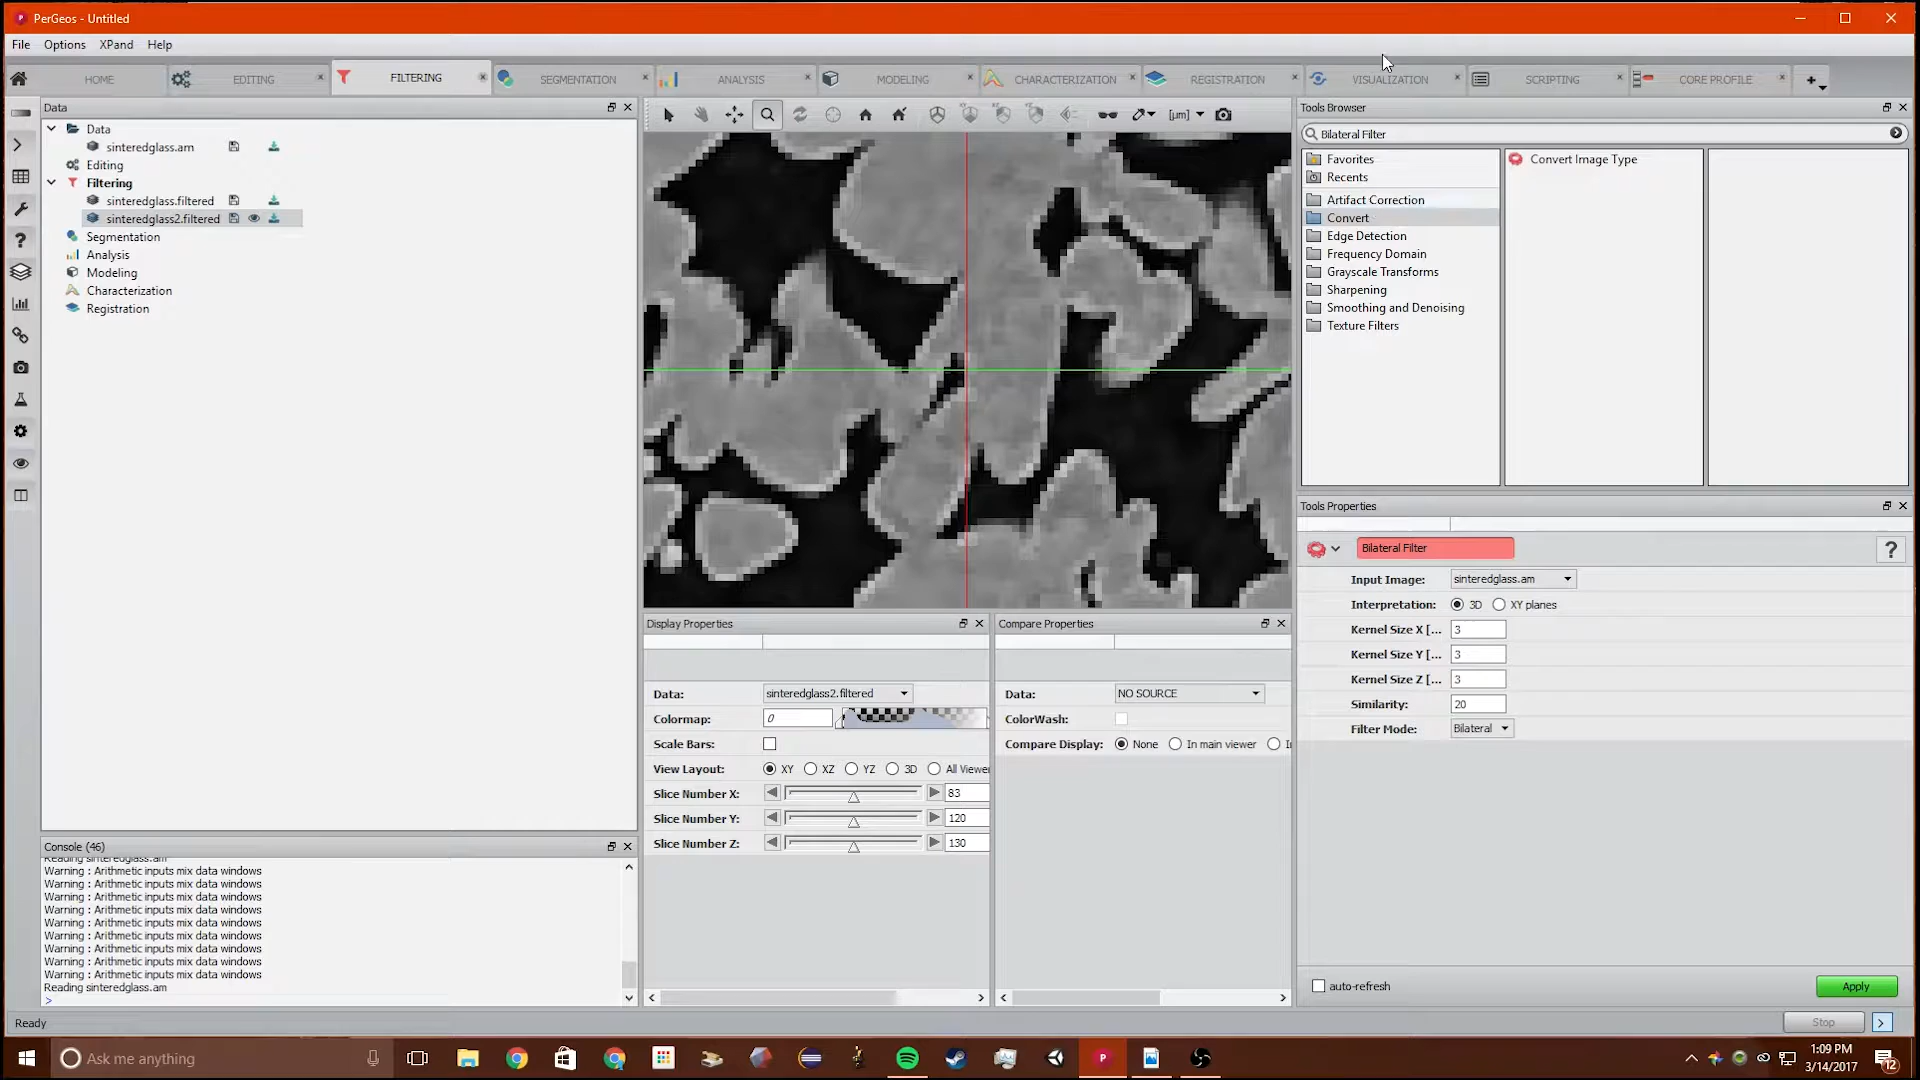 PerGeos - Untitled
File Options XPand Help
HOME EDITING FILTERING SEGMENTATION ANALYSIS MODELING CHARACTERIZATION REGISTRATION VISUALIZATION SCRIPTING CORE PROFILE
Data
Data
sinteredglass.am
Editing
Filtering
sinteredglass.filtered
sinteredglass2.filtered
Segmentation
Analysis
Modeling
Characterization
Registration
Console (46)
Reading sinteredglass.am
Warning : Arithmetic inputs mix data windows
Warning : Arithmetic inputs mix data windows
Warning : Arithmetic inputs mix data windows
Warning : Arithmetic inputs mix data windows
Warning : Arithmetic inputs mix data windows
Warning : Arithmetic inputs mix data windows
Warning : Arithmetic inputs mix data windows
Warning : Arithmetic inputs mix data windows
Warning : Arithmetic inputs mix data windows
Reading sinteredglass.am
>
[µm]
Display Properties
Data: sinteredglass2.filtered
Colormap: 0
Scale Bars:
View Layout: XY XZ YZ 3D All Viewe
Slice Number X: 83
Slice Number Y: 120
Slice Number Z: 130
Compare Properties
Data: NO SOURCE
ColorWash:
Compare Display: None In main viewer I
Tools Browser
Bilateral Filter
Favorites
Recents
Artifact Correction
Convert
Edge Detection
Frequency Domain
Grayscale Transforms
Sharpening
Smoothing and Denoising
Texture Filters
Convert Image Type
Tools Properties
Bilateral Filter ?
Input Image: sinteredglass.am
Interpretation: 3D XY planes
Kernel Size X [... 3
Kernel Size Y [... 3
Kernel Size Z [... 3
Similarity: 20
Filter Mode: Bilateral
auto-refresh Apply
Ready Stop
Ask me anything
1:09 PM
3/14/2017
12